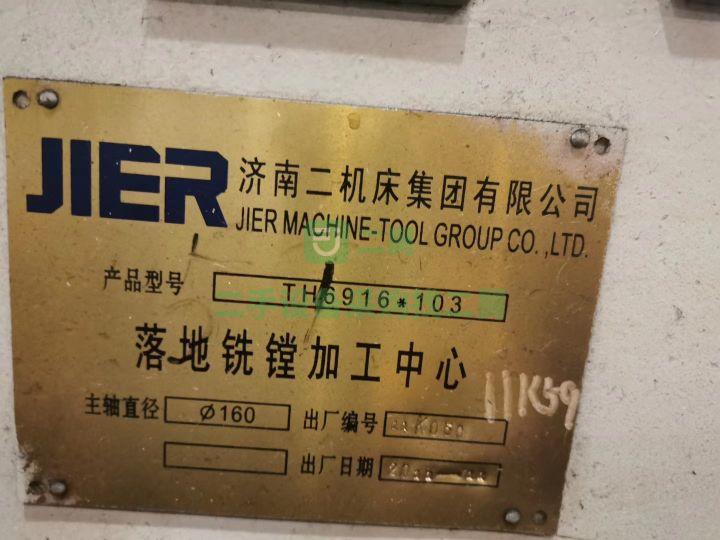 JIER 济南二机床集团有限公司
JIER MACHINE-TOOL GROUP CO.,LTD.
产品型号 TH6916*103
落地铣镗加工中心
主轴直径 Ø160 出厂编号
11K59
出厂日期